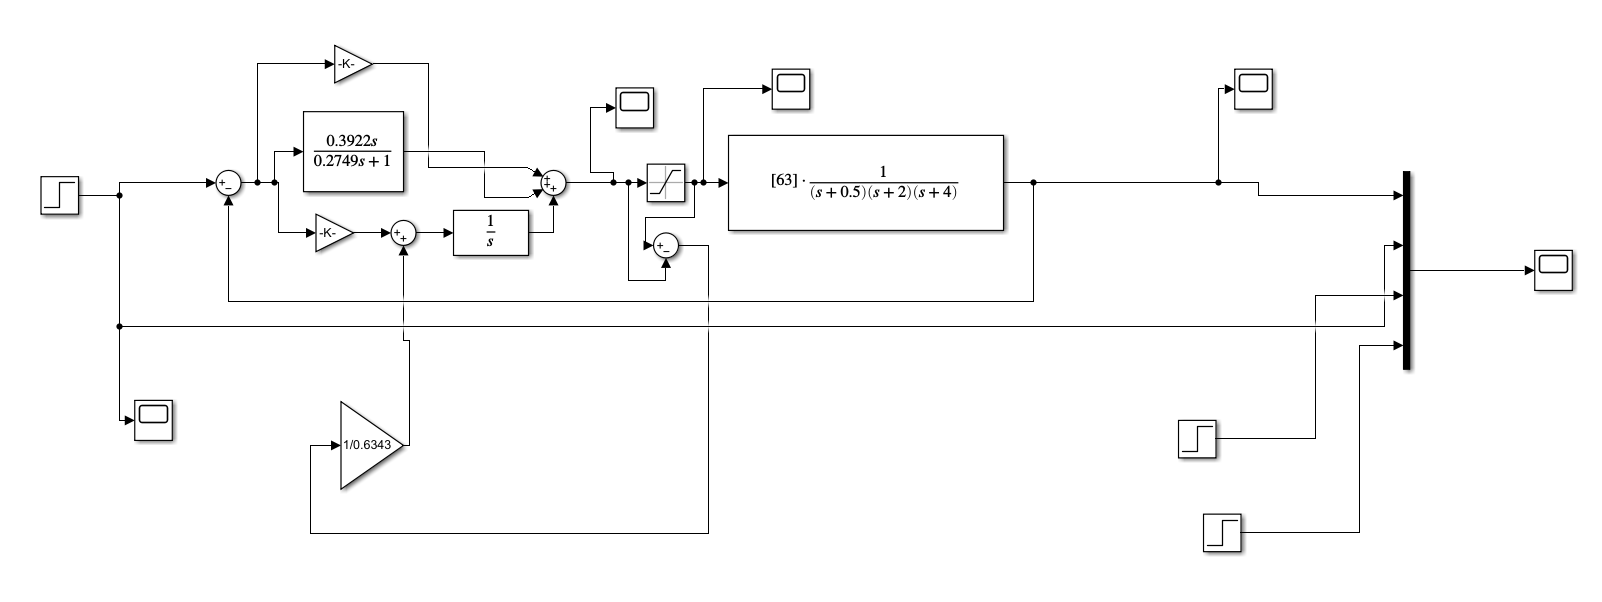 -K-
0.3922s
0.2749s + 1
+
−
+
+
+
[63] · 1
(s + 0.5)(s + 2)(s + 4)
-K-
+
+
1
s
+
−
1/0.6343